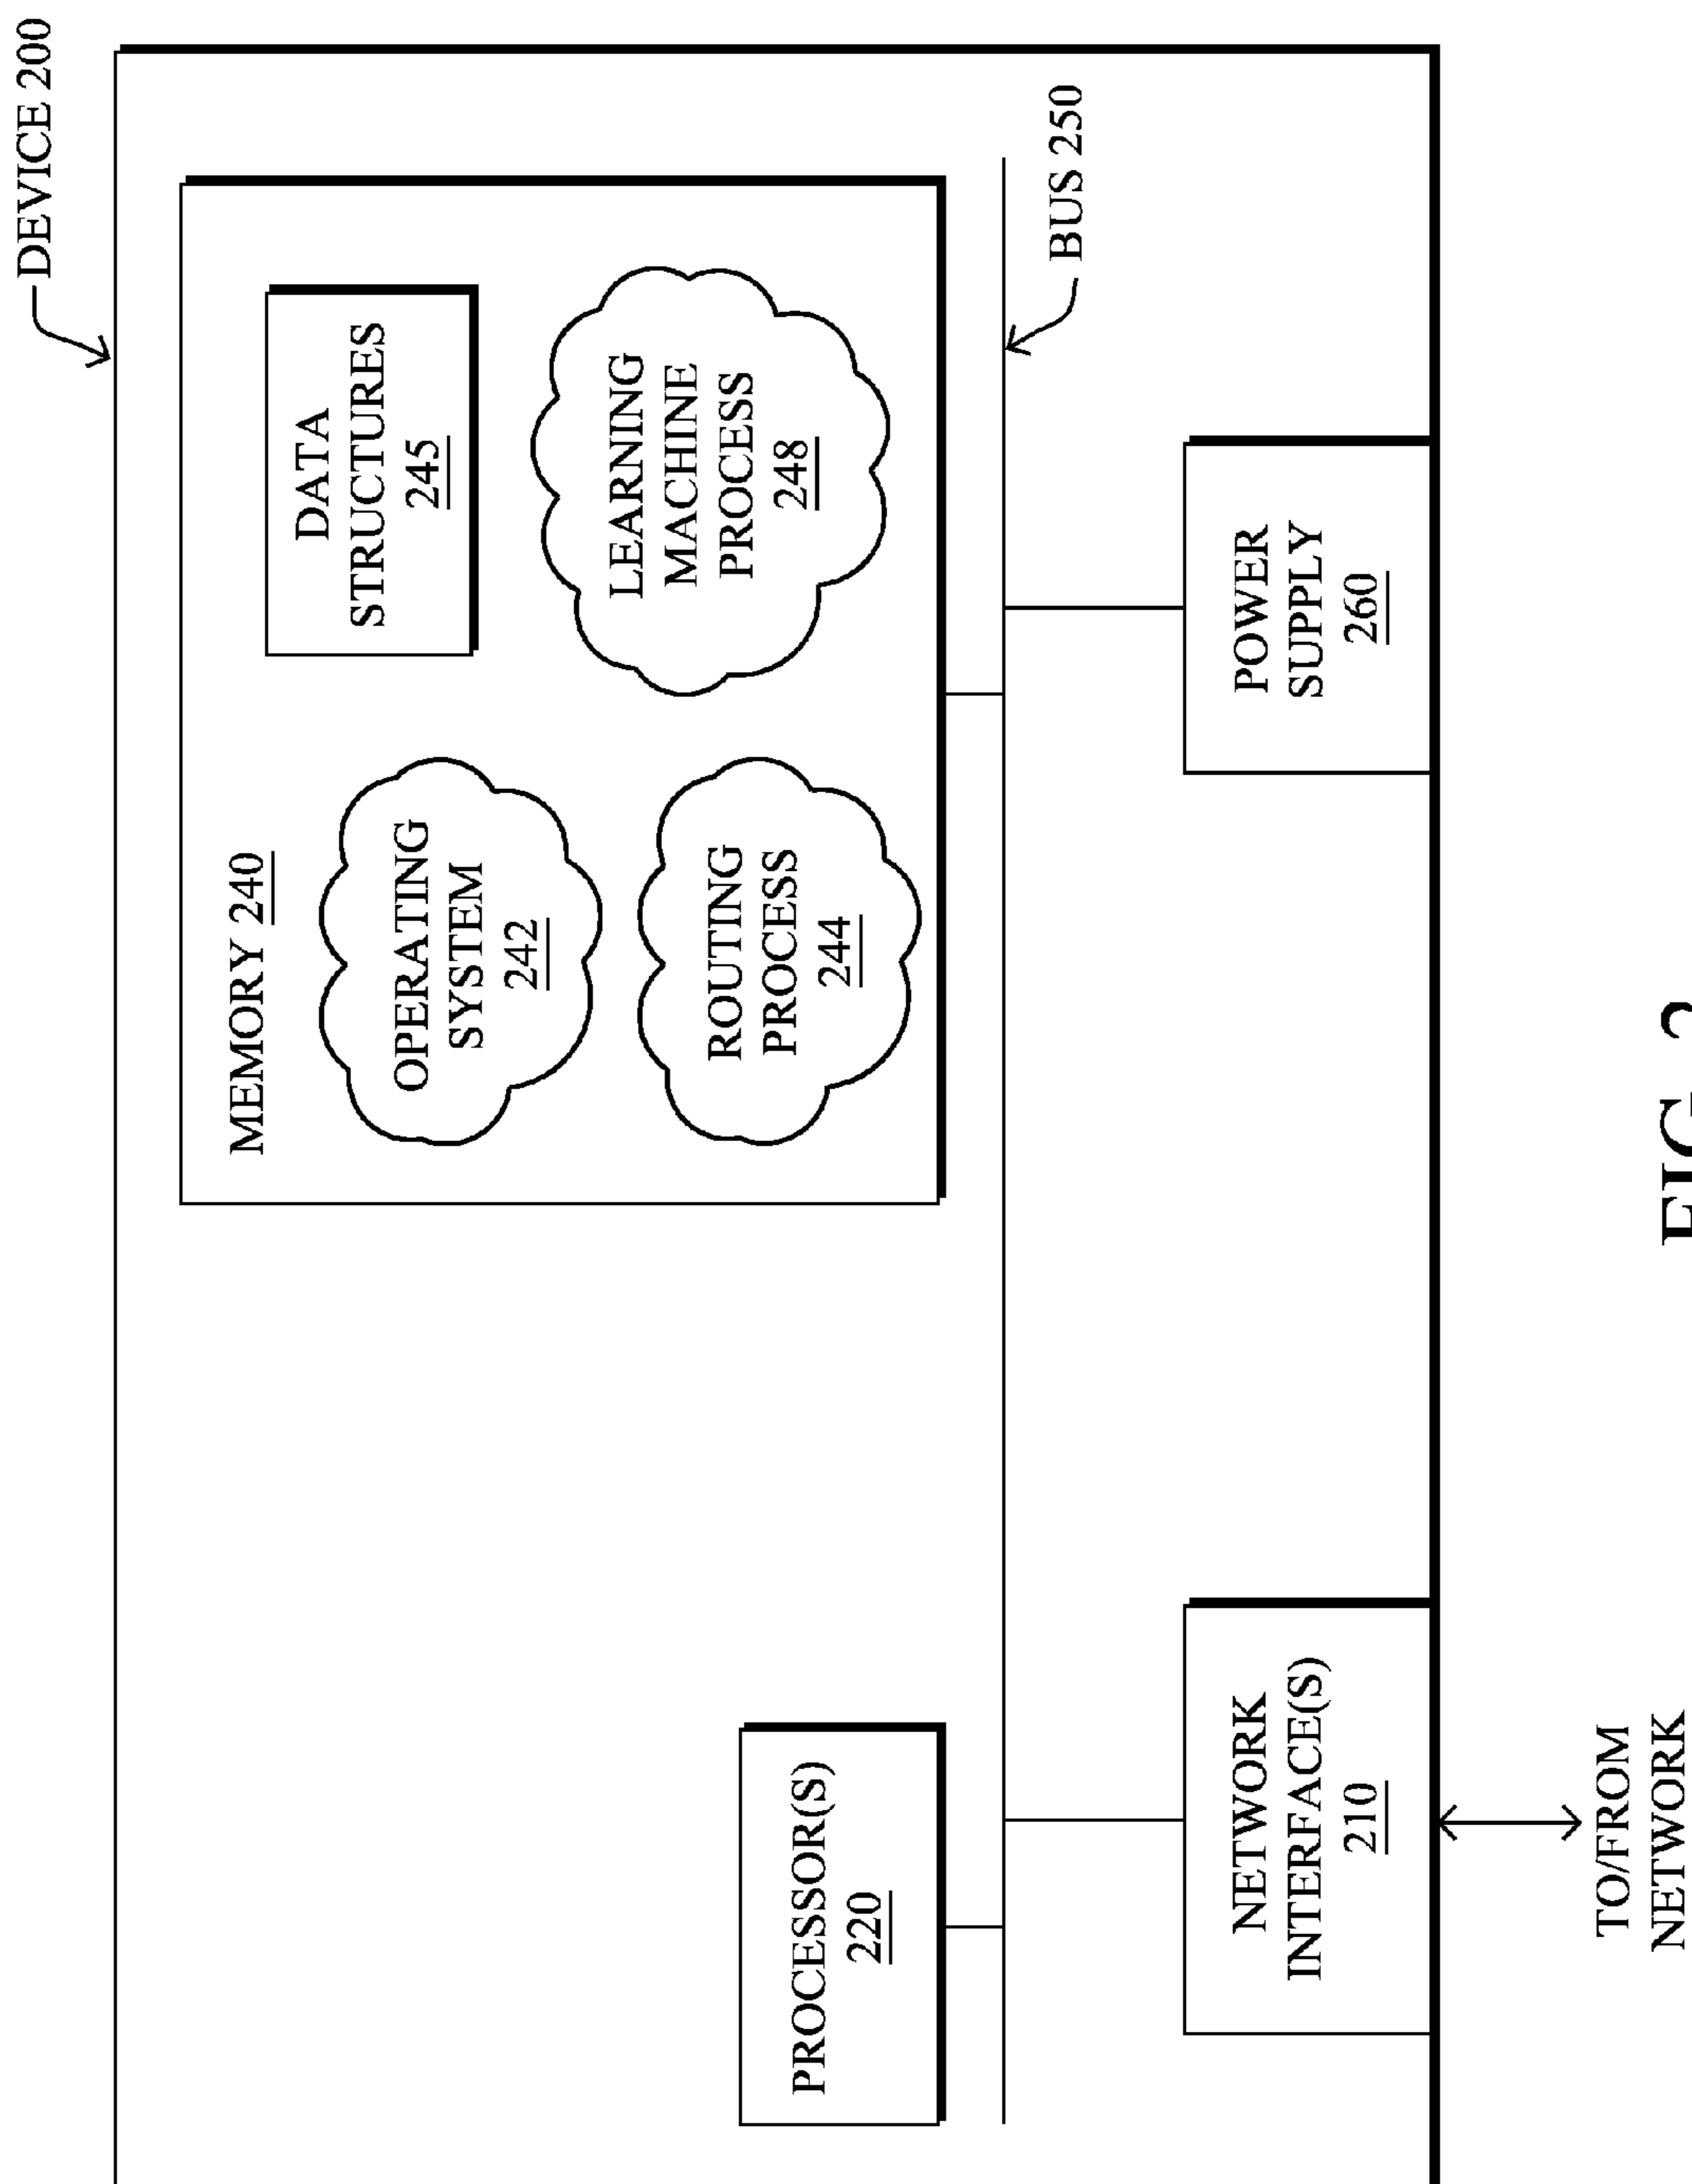 DEVICE 200
MEMORY 240
OPERATING
SYSTEM
242
ROUTING
PROCESS
244
DATA
STRUCTURES
245
LEARNING
MACHINE
PROCESS
248
PROCESSOR(S)
220
BUS 250
NETWORK
INTERFACE(S)
210
POWER
SUPPLY
260
TO/FROM
NETWORK